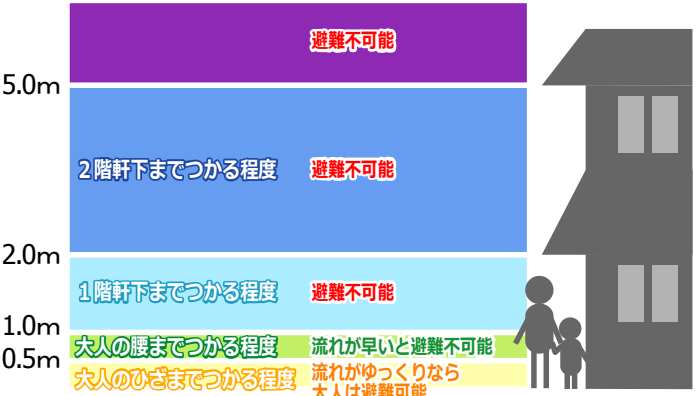 避難不可能
5.0m
2階軒下までつかる程度 避難不可能
2.0m
1階軒下までつかる程度 避難不可能
1.0m
大人の腰までつかる程度 流れが早いと避難不可能
0.5m
大人のひざまでつかる程度 流れがゆっくりなら
大人は避難可能